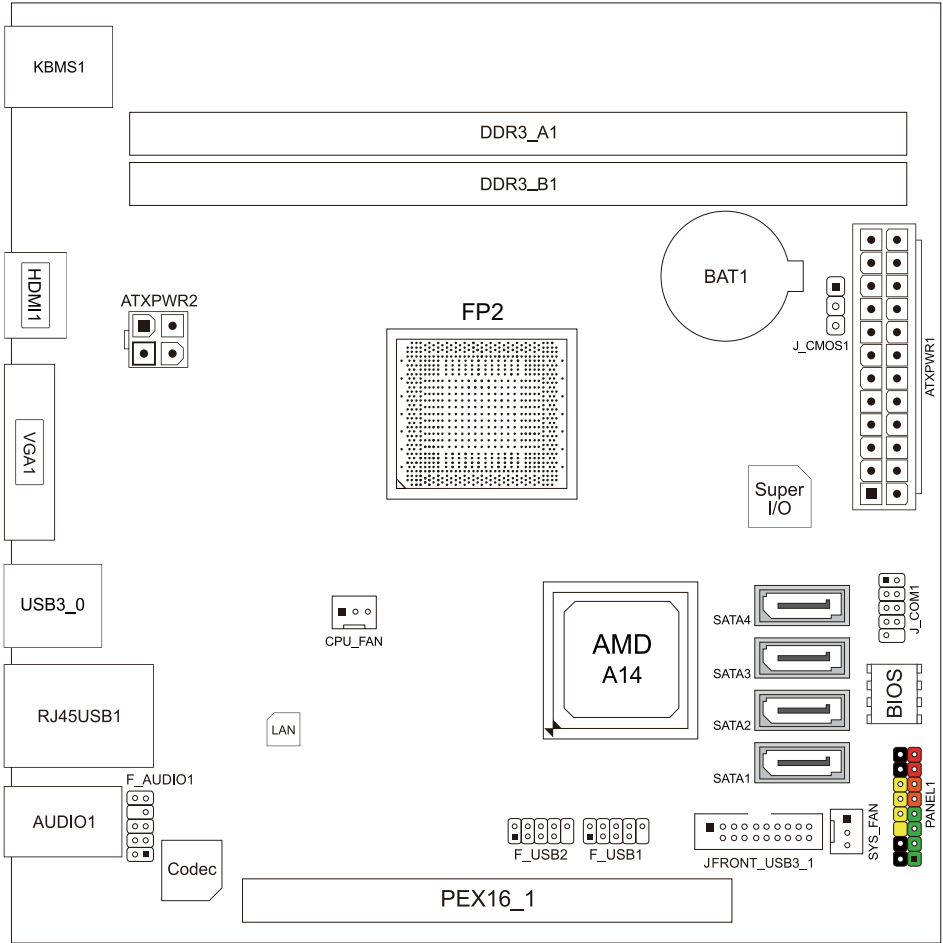 KBMS1
DDR3_A1
DDR3_B1
HDMI1
ATXPWR2
FP2
BAT1
J_CMOS1
ATXPWR1
VGA1
Super
I/O
USB3_0
CPU_FAN
AMD
A14
SATA4
SATA3
SATA2
SATA1
J_COM1
BIOS
RJ45USB1
LAN
F_AUDIO1
AUDIO1
Codec
F_USB2
F_USB1
JFRONT_USB3_1
SYS_FAN
PANEL1
PEX16_1